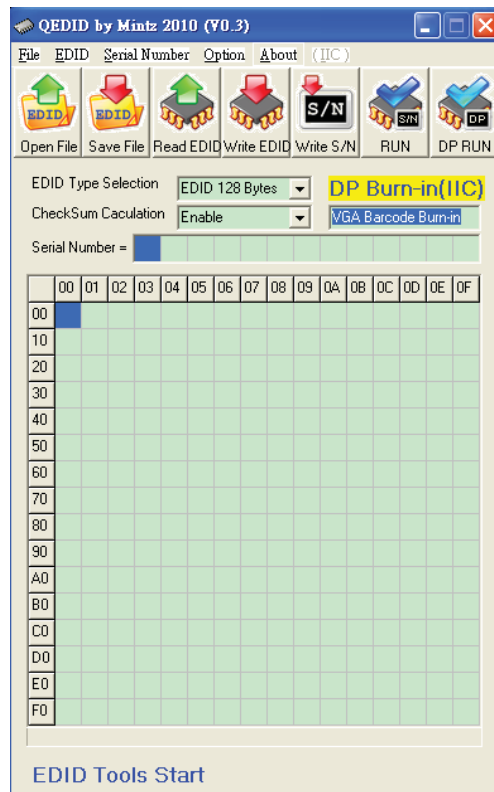 QEDID by Mintz 2010 (V0.3)
File EDID Serial Number Option About (IIC)
EDID EDID S/N S/N DP
Open File Save File Read EDID Write EDID Write S/N RUN DP RUN
EDID Type Selection EDID 128 Bytes DP Burn-in(IIC)
CheckSum Caculation Enable VGA Barcode Burn-in
Serial Number =
00 01 02 03 04 05 06 07 08 09 0A 0B 0C 0D 0E 0F
00
10
20
30
40
50
60
70
80
90
A0
B0
C0
D0
E0
F0
EDID Tools Start